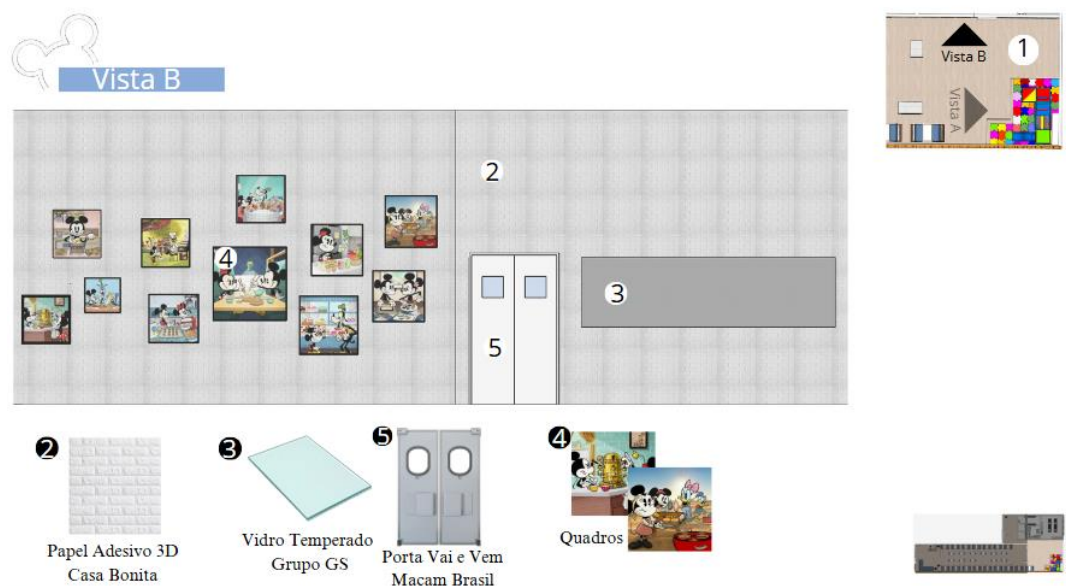 Vista B
1
Vista B
Vista A
2
4
3
5
2
3
5
4
Papel Adesivo 3D
Casa Bonita
Vidro Temperado
Grupo GS
Porta Vai e Vem
Macam Brasil
Quadros